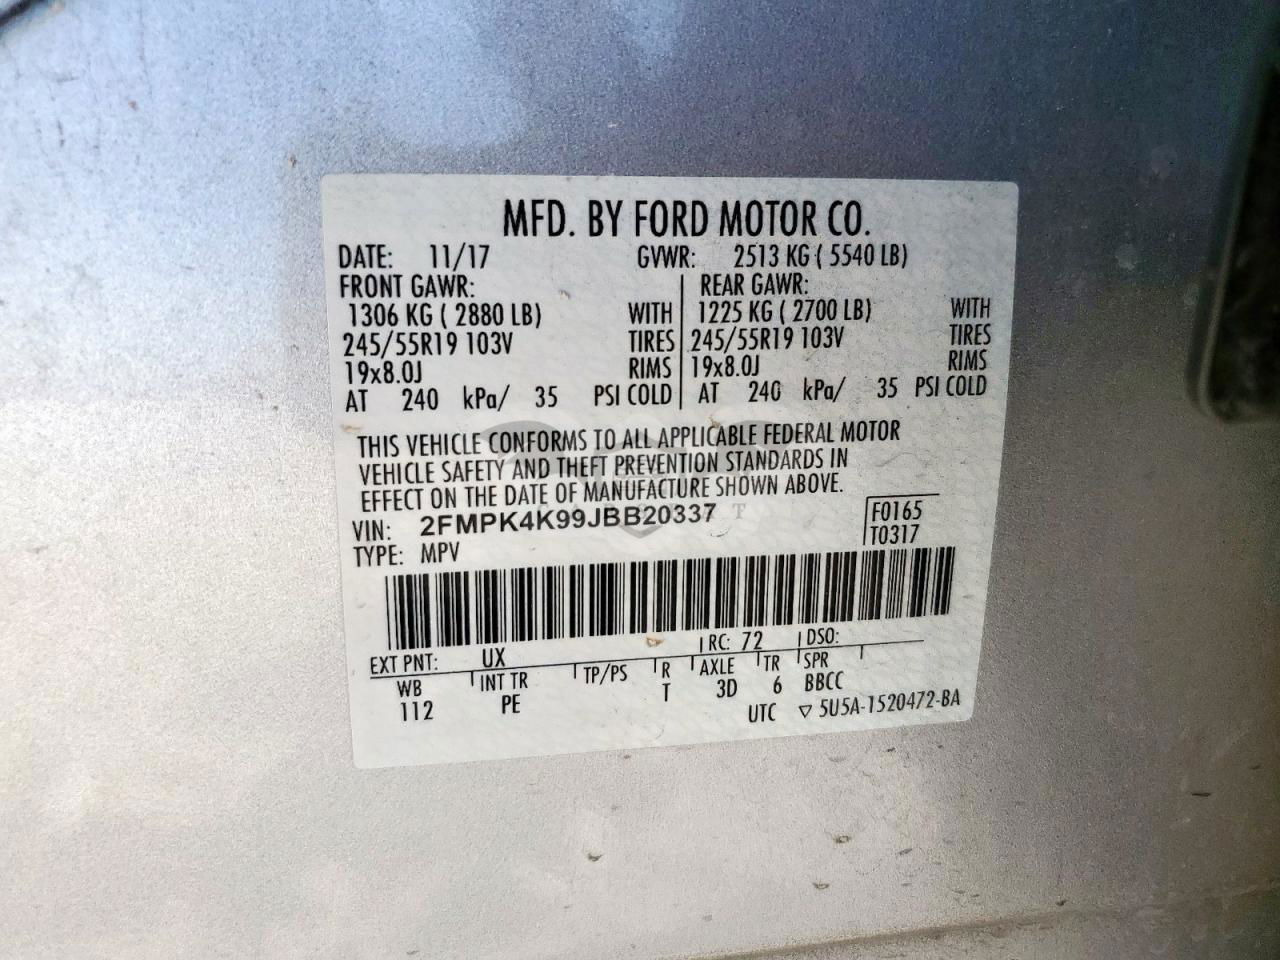 MFD. BY FORD MOTOR CO.
DATE: 11/17 GVWR: 2513 KG ( 5540 LB)
FRONT GAWR: REAR GAWR:
1306 KG ( 2880 LB) WITH 1225 KG ( 2700 LB) WITH
245/55R19 103V TIRES 245/55R19 103V TIRES
19x8.0J RIMS 19x8.0J RIMS
AT 240 kPa/ 35 PSI COLD AT 240 kPa/ 35 PSI COLD
THIS VEHICLE CONFORMS TO ALL APPLICABLE FEDERAL MOTOR
VEHICLE SAFETY AND THEFT PREVENTION STANDARDS IN
EFFECT ON THE DATE OF MANUFACTURE SHOWN ABOVE.
VIN: 2FMPK4K99JBB20337 F0165
TYPE: MPV T0317
EXT PNT: UX RC: 72 DSO:
WB INT TR TP/PS R AXLE TR SPR
112 PE T 3D 6 BBCC
UTC ▽ 5U5A-1520472-BA